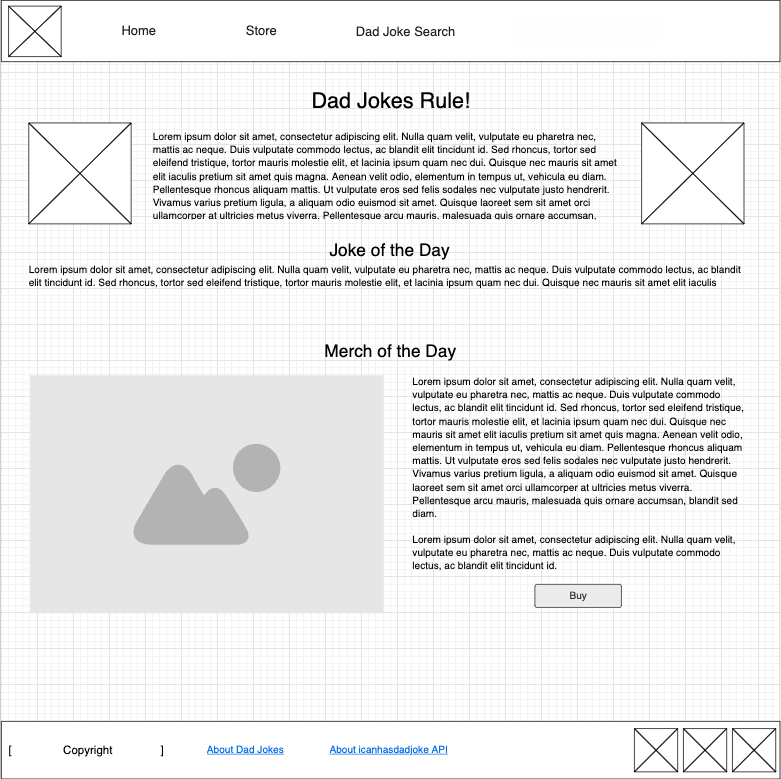 Home Store Dad Joke Search
Dad Jokes Rule!
Lorem ipsum dolor sit amet, consectetur adipiscing elit. Nulla quam velit, vulputate eu pharetra nec,
mattis ac neque. Duis vulputate commodo lectus, ac blandit elit tincidunt id. Sed rhoncus, tortor sed
eleifend tristique, tortor mauris molestie elit, et lacinia ipsum quam nec dui. Quisque nec mauris sit amet
elit iaculis pretium sit amet quis magna. Aenean velit odio, elementum in tempus ut, vehicula eu diam.
Pellentesque rhoncus aliquam mattis. Ut vulputate eros sed felis sodales nec vulputate justo hendrerit.
Vivamus varius pretium ligula, a aliquam odio euismod sit amet. Quisque laoreet sem sit amet orci
ullamcorper at ultricies metus viverra. Pellentesque arcu mauris, malesuada quis ornare accumsan,
Joke of the Day
Lorem ipsum dolor sit amet, consectetur adipiscing elit. Nulla quam velit, vulputate eu pharetra nec, mattis ac neque. Duis vulputate commodo lectus, ac blandit
elit tincidunt id. Sed rhoncus, tortor sed eleifend tristique, tortor mauris molestie elit, et lacinia ipsum quam nec dui. Quisque nec mauris sit amet elit iaculis
Merch of the Day
Lorem ipsum dolor sit amet, consectetur adipiscing elit. Nulla quam velit,
vulputate eu pharetra nec, mattis ac neque. Duis vulputate commodo
lectus, ac blandit elit tincidunt id. Sed rhoncus, tortor sed eleifend tristique,
tortor mauris molestie elit, et lacinia ipsum quam nec dui. Quisque nec
mauris sit amet elit iaculis pretium sit amet quis magna. Aenean velit odio,
elementum in tempus ut, vehicula eu diam. Pellentesque rhoncus aliquam
mattis. Ut vulputate eros sed felis sodales nec vulputate justo hendrerit.
Vivamus varius pretium ligula, a aliquam odio euismod sit amet. Quisque
laoreet sem sit amet orci ullamcorper at ultricies metus viverra.
Pellentesque arcu mauris, malesuada quis ornare accumsan, blandit sed
diam.
Lorem ipsum dolor sit amet, consectetur adipiscing elit. Nulla quam velit,
vulputate eu pharetra nec, mattis ac neque. Duis vulputate commodo
lectus, ac blandit elit tincidunt id.
Buy
[ Copyright ] About Dad Jokes About icanhasdadjoke API